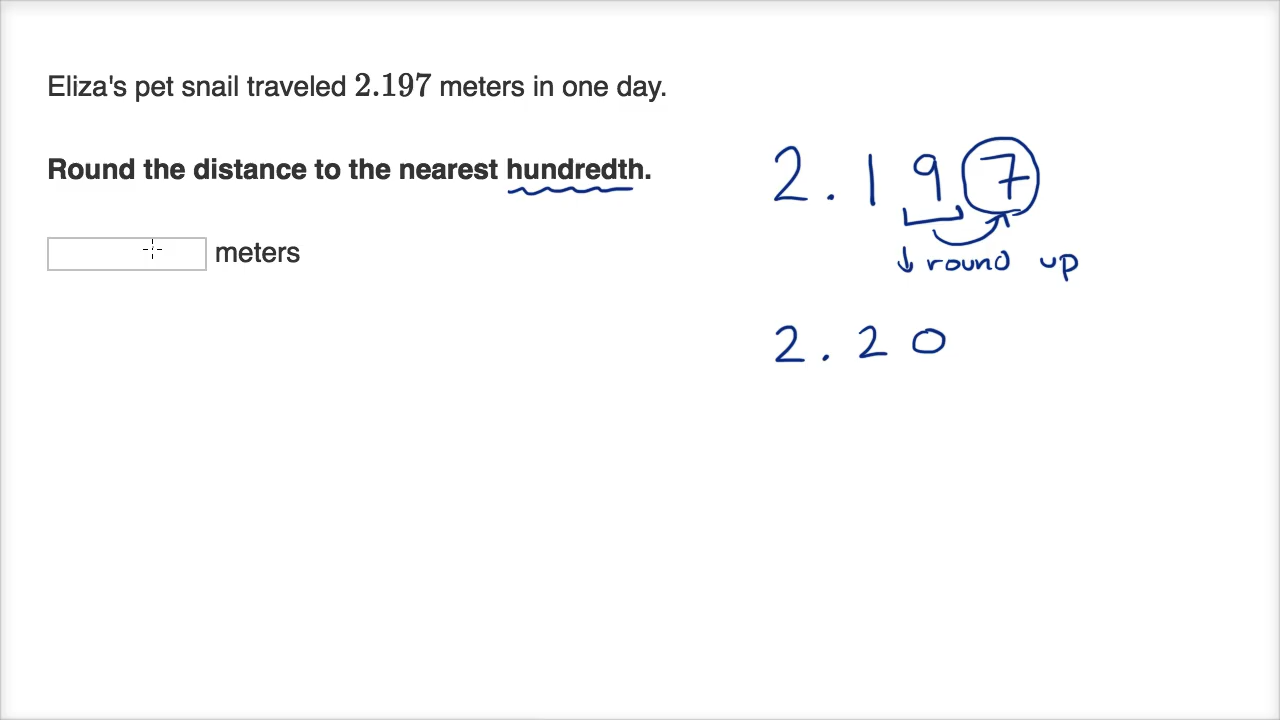 Eliza's pet snail traveled 2.197 meters in one day.
Round the distance to the nearest hundredth.
meters
2.197
↓ round up
2.20